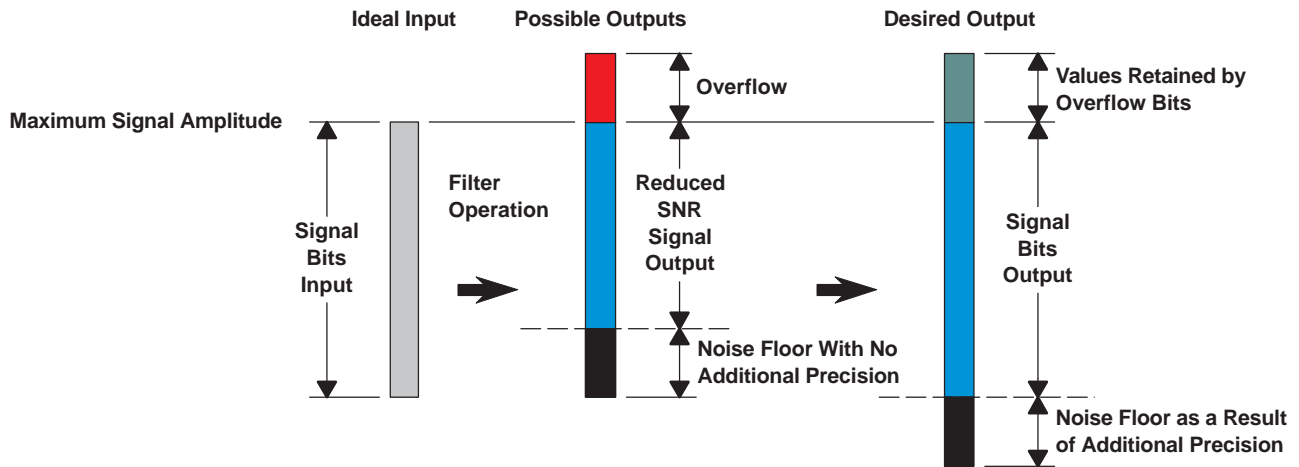 Ideal Input
Possible Outputs
Desired Output
Maximum Signal Amplitude
Signal
Bits
Input
Filter
Operation
Overflow
Reduced
SNR
Signal
Output
Noise Floor With No
Additional Precision
Values Retained by
Overflow Bits
Signal
Bits
Output
Noise Floor as a Result
of Additional Precision